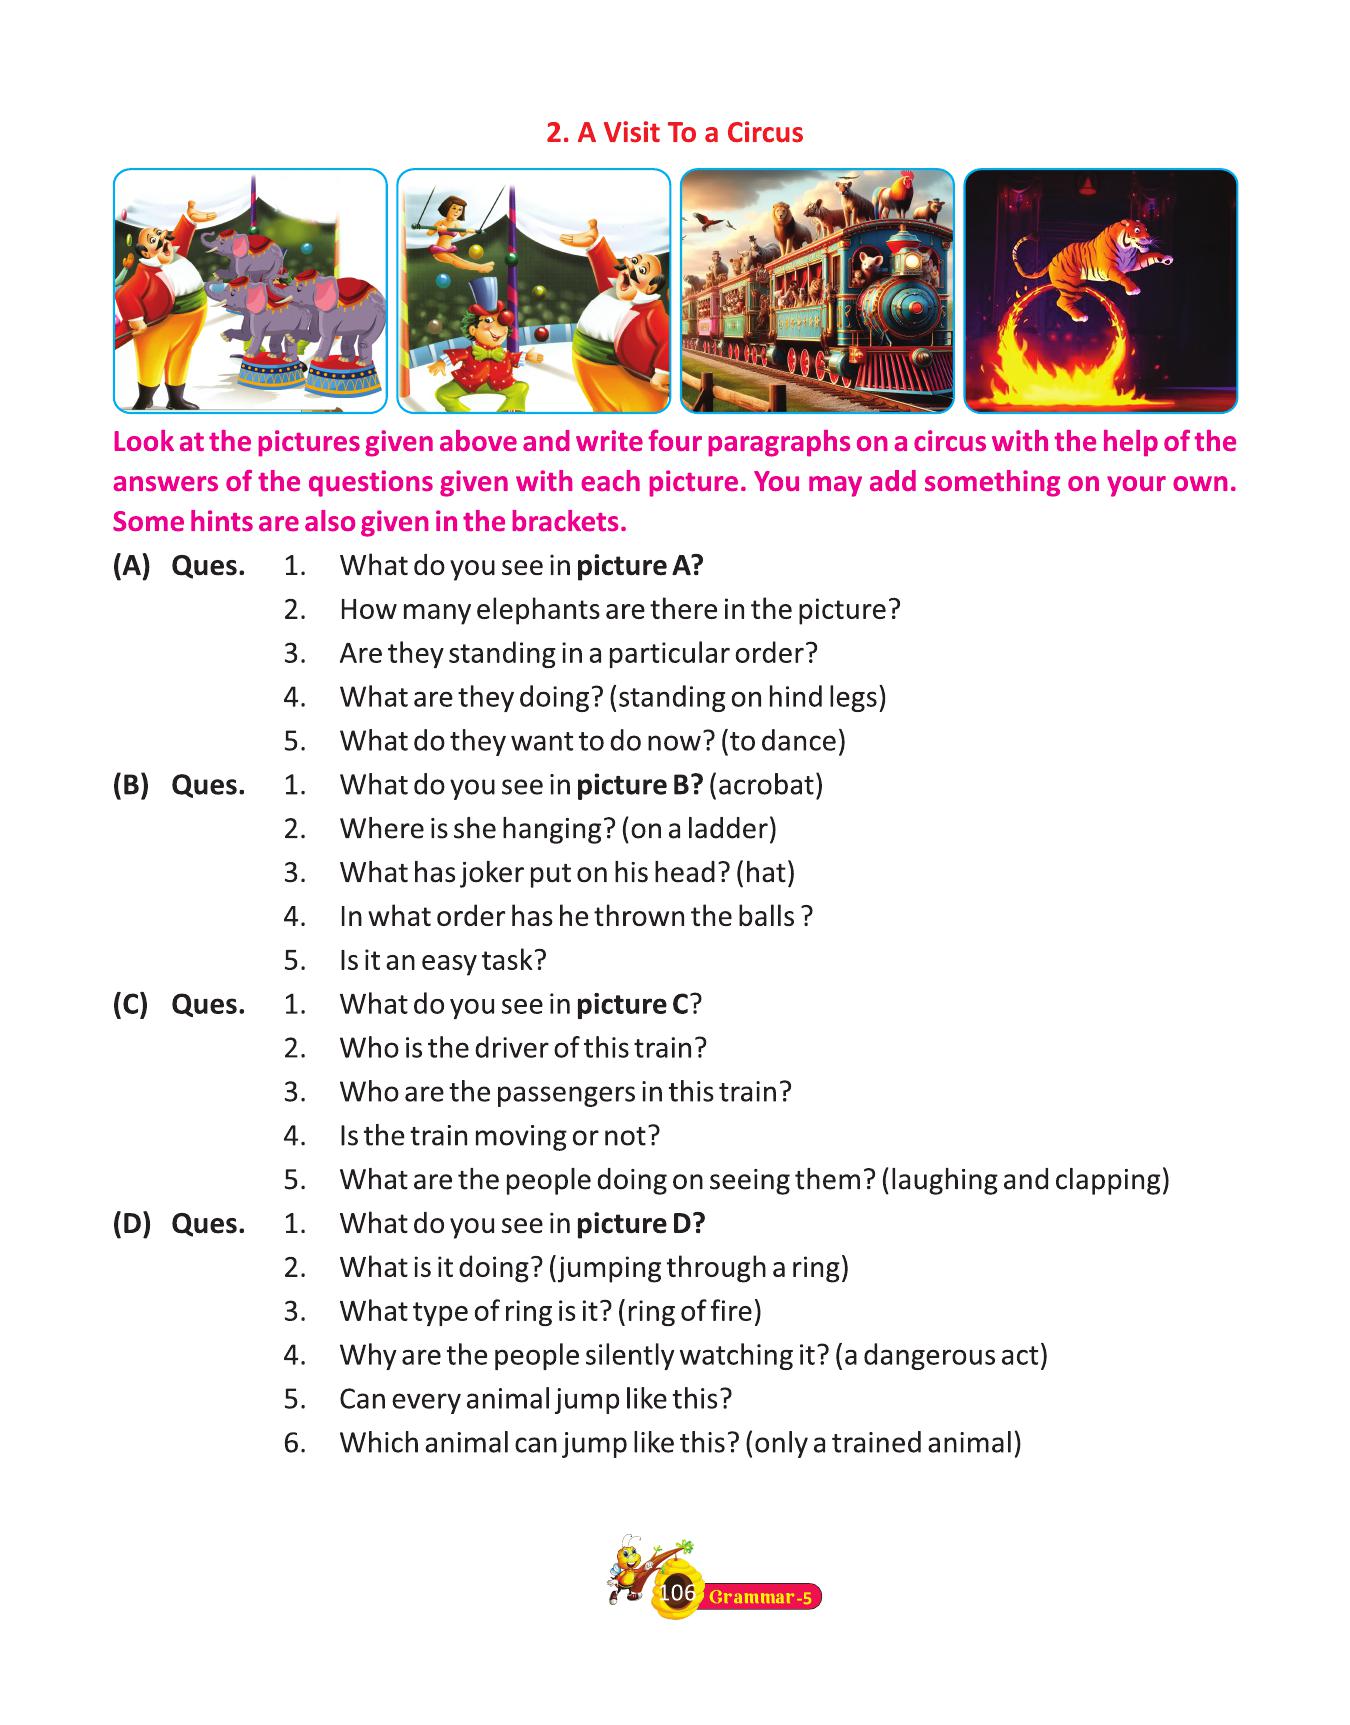 2. A Visit To a Circus
Look at the pictures given above and write four paragraphs on a circus with the help of the
answers of the questions given with each picture. You may add something on your own.
Some hints are also given in the brackets.
(A) Ques. 1. What do you see in picture A?
2. How many elephants are there in the picture?
3. Are they standing in a particular order?
4. What are they doing? (standing on hind legs)
5. What do they want to do now? (to dance)
(B) Ques. 1. What do you see in picture B? (acrobat)
2. Where is she hanging? (on a ladder)
3. What has joker put on his head? (hat)
4. In what order has he thrown the balls ?
5. Is it an easy task?
(C) Ques. 1. What do you see in picture C?
2. Who is the driver of this train?
3. Who are the passengers in this train?
4. Is the train moving or not?
5. What are the people doing on seeing them? (laughing and clapping)
(D) Ques. 1. What do you see in picture D?
2. What is it doing? (jumping through a ring)
3. What type of ring is it? (ring of fire)
4. Why are the people silently watching it? (a dangerous act)
5. Can every animal jump like this?
6. Which animal can jump like this? (only a trained animal)
106 Grammar-5